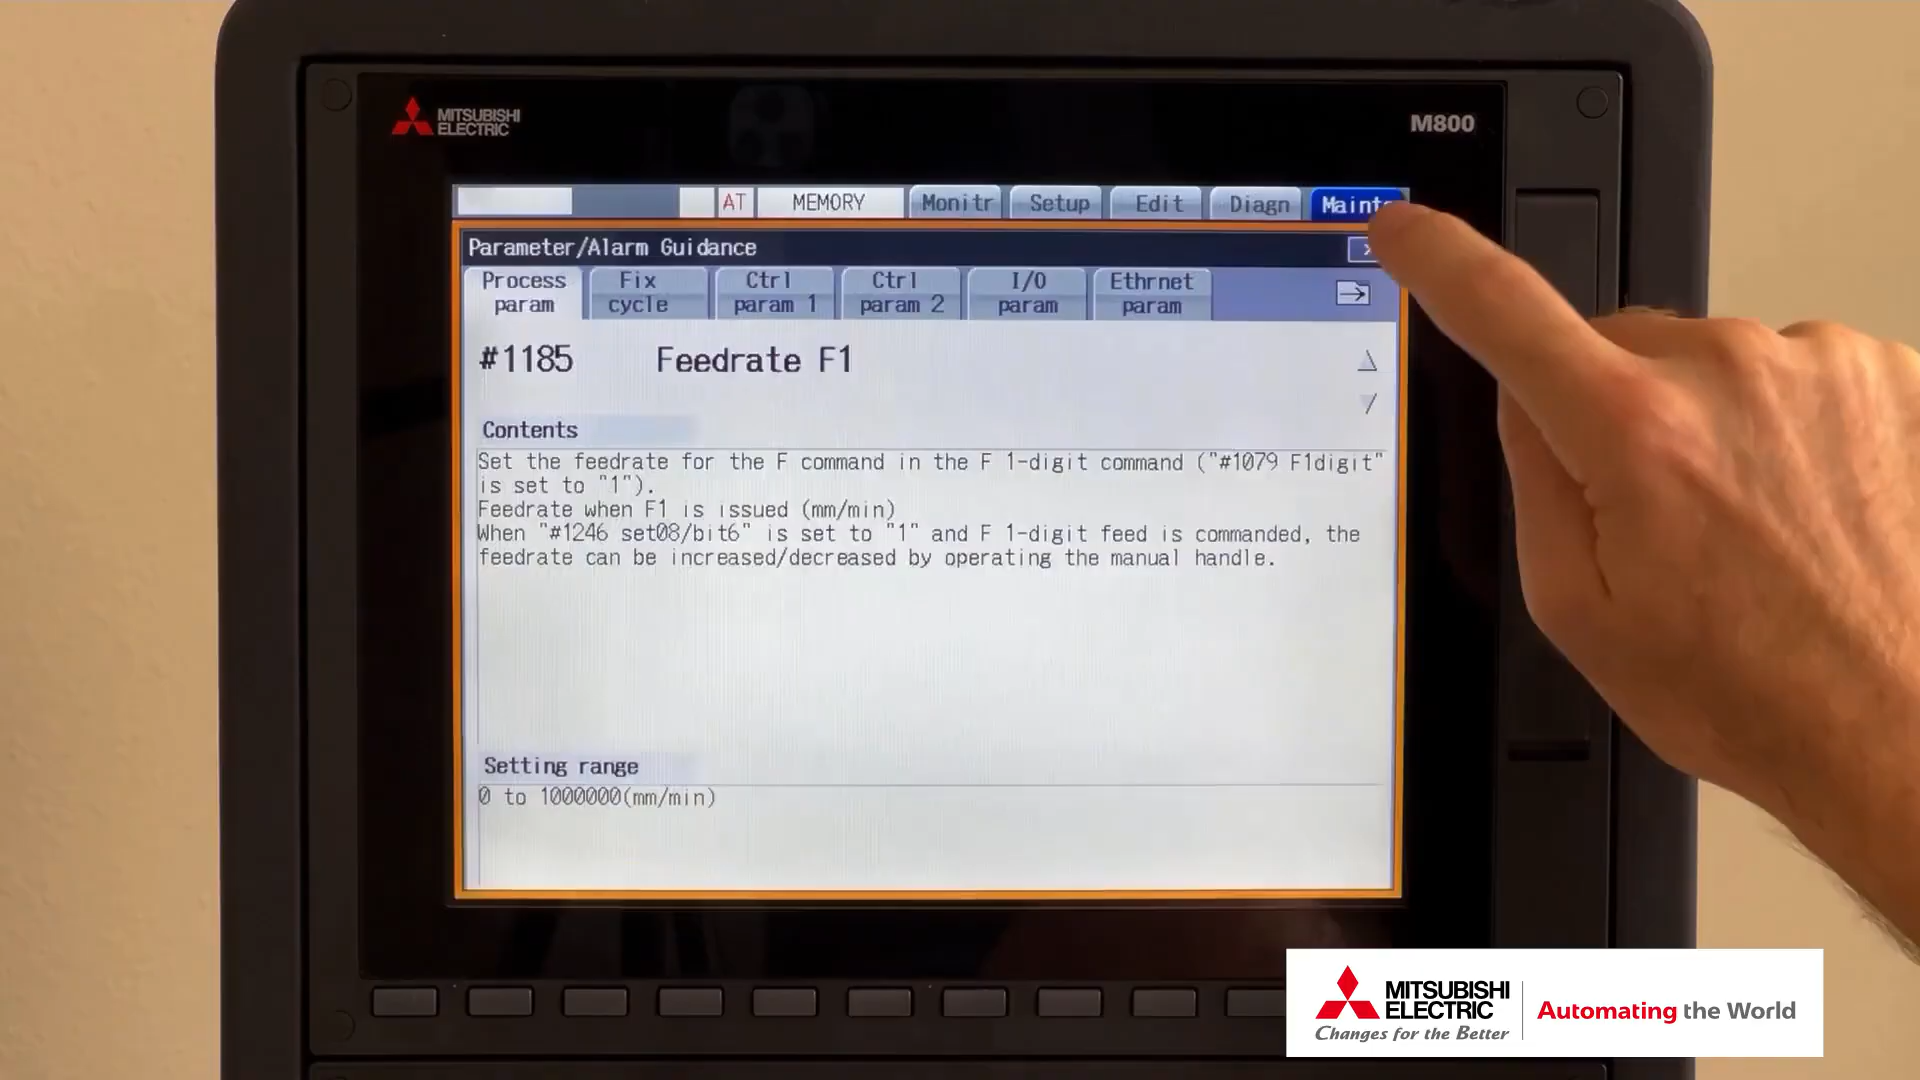 MITSUBISHI
ELECTRIC
M800
AT MEMORY Monitr Setup Edit Diagn Mainte
Parameter/Alarm Guidance
Process param
Fix cycle
Ctrl param 1
Ctrl param 2
I/O param
Ethrnet param
#1185 Feedrate F1
Contents
Set the feedrate for the F command in the F 1-digit command ("#1079 F1digit"
is set to "1").
Feedrate when F1 is issued (mm/min)
When "#1246 set08/bit6" is set to "1" and F 1-digit feed is commanded, the
feedrate can be increased/decreased by operating the manual handle.
Setting range
0 to 1000000(mm/min)
MITSUBISHI
ELECTRIC
Changes for the Better
Automating the World